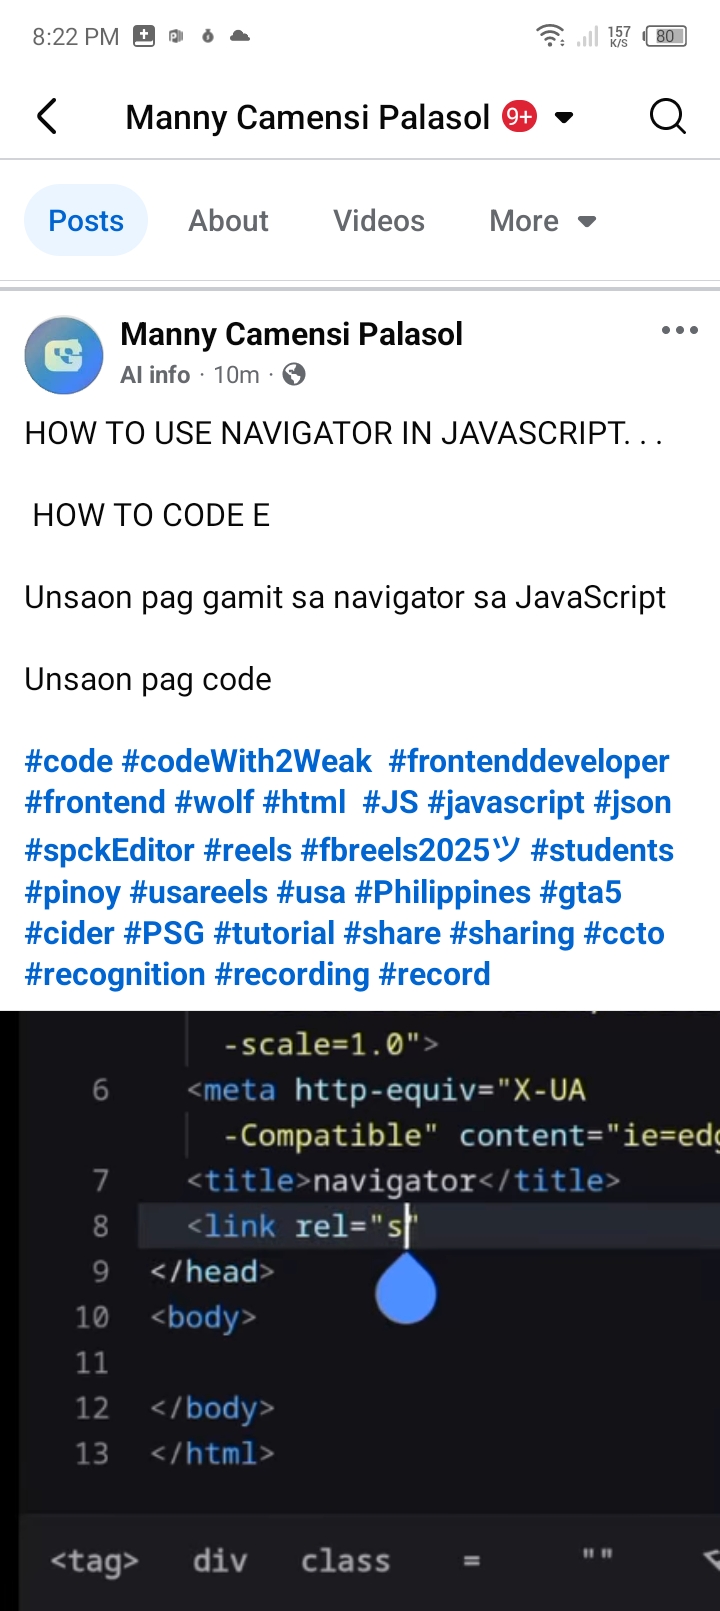 8:22 PM
157
K/S
80
Manny Camensi Palasol 9+
Posts About Videos More
Manny Camensi Palasol
AI info · 10m ·
HOW TO USE NAVIGATOR IN JAVASCRIPT. . .
HOW TO CODE E
Unsaon pag gamit sa navigator sa JavaScript
Unsaon pag code
#code #codeWith2Weak #frontenddeveloper
#frontend #wolf #html #JS #javascript #json
#spckEditor #reels #fbreels2025ツ #students
#pinoy #usareels #usa #Philippines #gta5
#cider #PSG #tutorial #share #sharing #ccto
#recognition #recording #record
-scale=1.0">
6 <meta http-equiv="X-UA
-Compatible" content="ie=edg
7 <title>navigator</title>
8 <link rel="s"
9 </head>
10 <body>
11
12 </body>
13 </html>
<tag> div class = ""